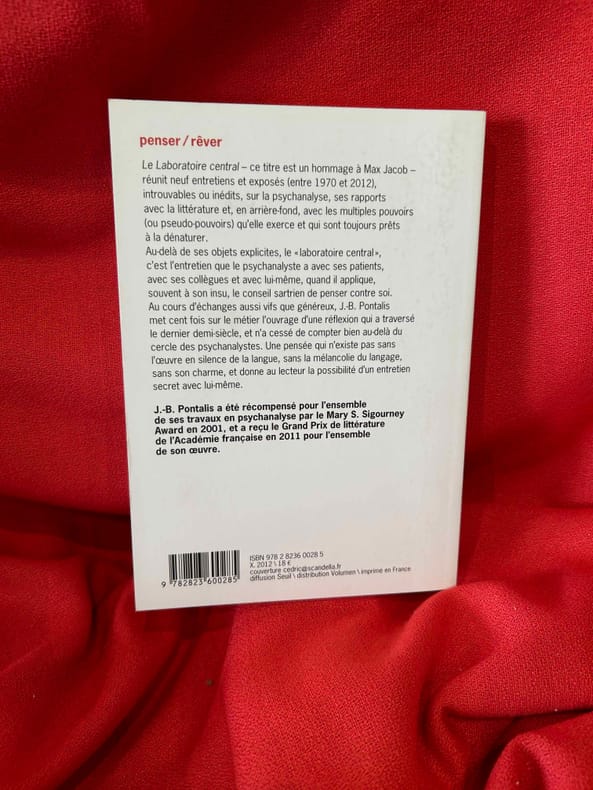 penser/rêver
Le Laboratoire central – ce titre est un hommage à Max Jacob –
réunit neuf entretiens et exposés (entre 1970 et 2012),
introuvables ou inédits, sur la psychanalyse, ses rapports
avec la littérature et, en arrière-fond, avec les multiples pouvoirs
(ou pseudo-pouvoirs) qu'elle exerce et qui sont toujours prêts
à la dénaturer.
Au-delà de ses objets explicites, le «laboratoire central»,
c'est l'entretien que le psychanalyste a avec ses patients,
avec ses collègues et avec lui-même, quand il applique,
souvent à son insu, le conseil sartrien de penser contre soi.
Au cours d'échanges aussi vifs que généreux, J.-B. Pontalis
met cent fois sur le métier l'ouvrage d'une réflexion qui a traversé
le dernier demi-siècle, et n'a cessé de compter bien au-delà du
cercle des psychanalystes. Une pensée qui n'existe pas sans
l'œuvre en silence de la langue, sans la mélancolie du langage,
sans son charme, et donne au lecteur la possibilité d'un entretien
secret avec lui-même.
J.-B. Pontalis a été récompensé pour l'ensemble
de ses travaux en psychanalyse par le Mary S. Sigourney
Award en 2001, et a reçu le Grand Prix de littérature
de l'Académie française en 2011 pour l'ensemble
de son œuvre.
ISBN 978 2 8236 0028 5
X. 2012 \ 18 €
couverture cedric@scandella.fr
diffusion Seuil \ distribution Volumen \ imprimé en France
9 782823 600285